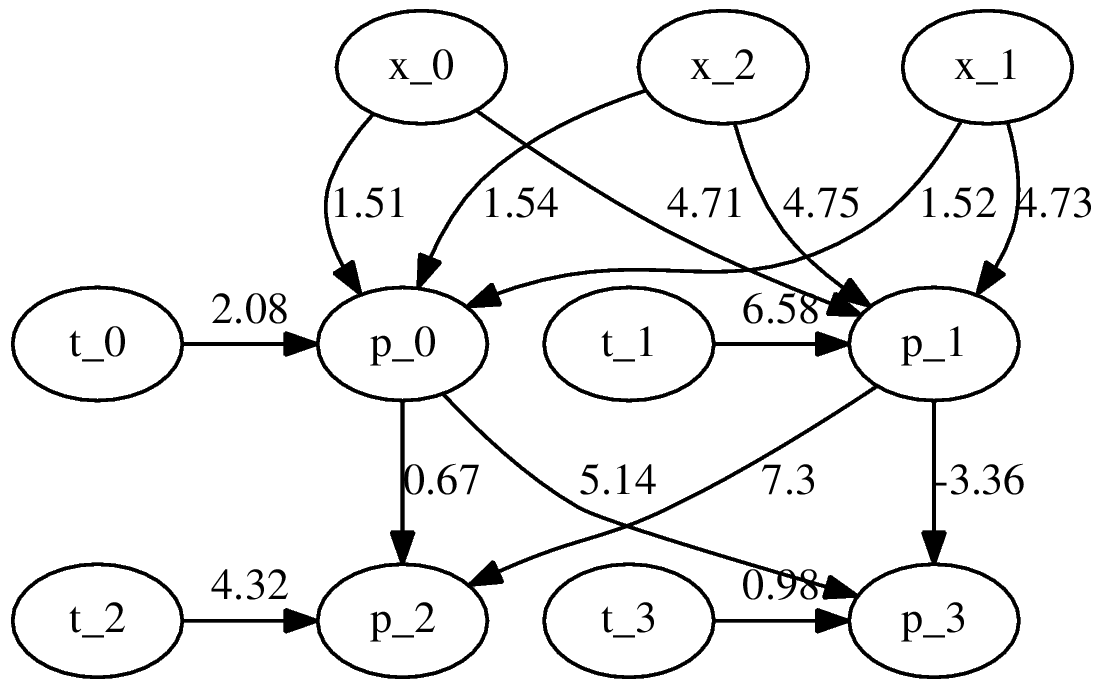 x_0 x_2 x_1
1.51 1.54 4.71 4.75 1.52 4.73
2.08 6.58
t_0 p_0 t_1 p_1
0.67 5.14 7.3 -3.36
4.32 0.98
t_2 p_2 t_3 p_3